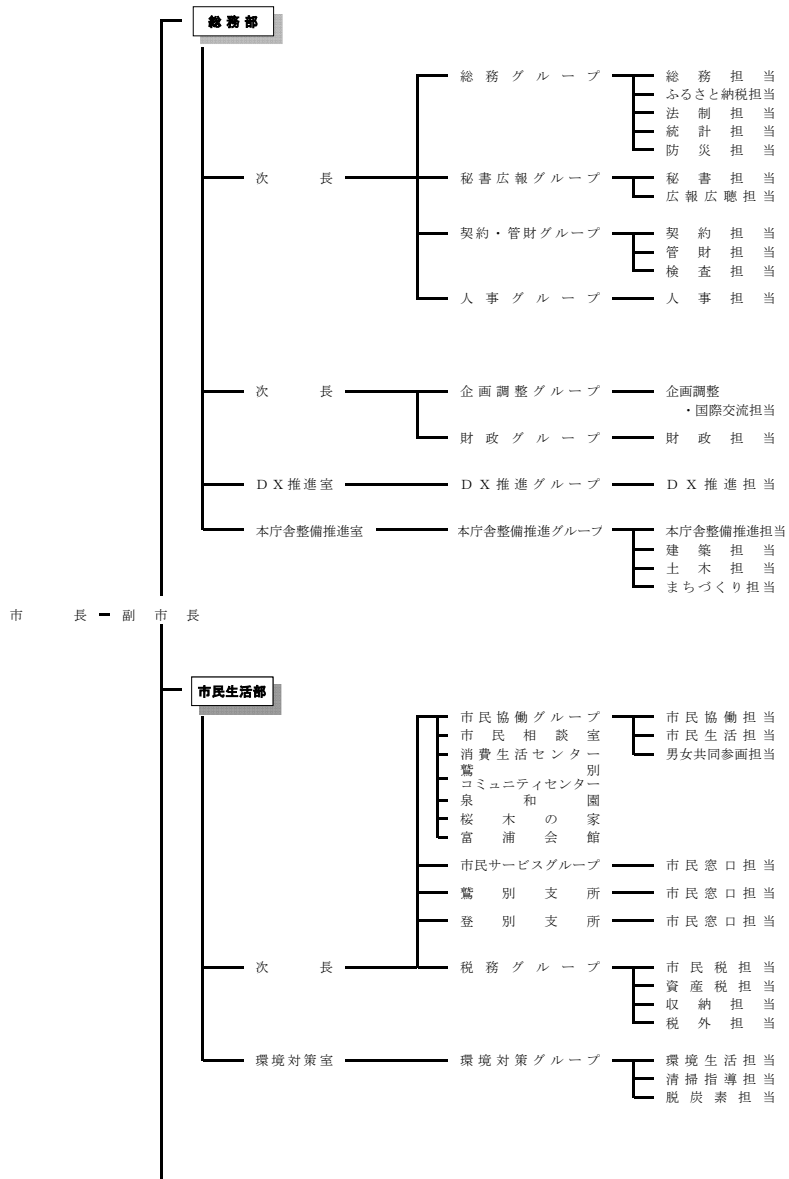 総務部
総務グループ 総務担当
ふるさと納税担当
法制担当
統計担当
防災担当
次長 秘書広報グループ 秘書担当
広報広聴担当
契約・管財グループ 契約担当
管財担当
検査担当
人事グループ 人事担当
次長 企画調整グループ 企画調整
・国際交流担当
財政グループ 財政担当
DX推進室 DX推進グループ DX推進担当
本庁舎整備推進室 本庁舎整備推進グループ 本庁舎整備推進担当
建築担当
土木担当
まちづくり担当
市長 副市長
市民生活部
市民協働グループ 市民協働担当
市民相談室 市民生活担当
消費生活センター 男女共同参画担当
鷲別
コミュニティセンター
泉和園
桜木の家
富浦会館
市民サービスグループ 市民窓口担当
鷲別支所 市民窓口担当
登別支所 市民窓口担当
次長 税務グループ 市民税担当
資産税担当
収納担当
税外担当
環境対策室 環境対策グループ 環境生活担当
清掃指導担当
脱炭素担当